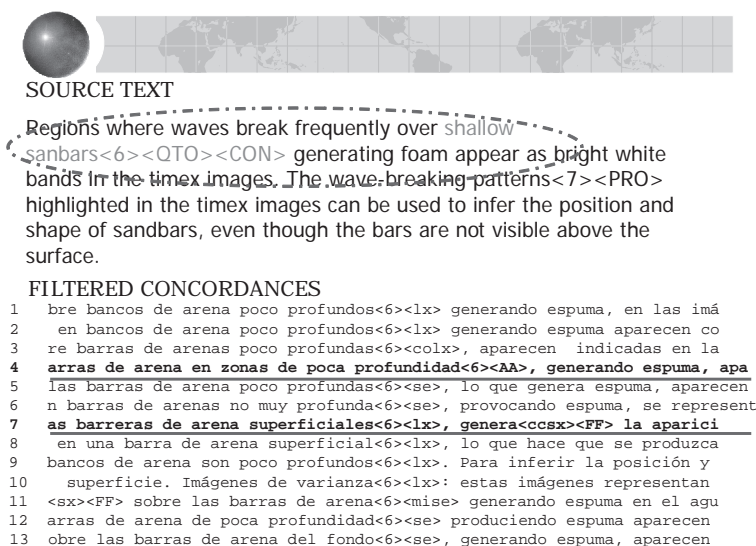 SOURCE TEXT
Regions where waves break frequently over shallow
sanbars<6><QTO><CON> generating foam appear as bright white
bands in the timex images. The wave-breaking patterns<7><PRO>
highlighted in the timex images can be used to infer the position and
shape of sandbars, even though the bars are not visible above the
surface.
FILTERED CONCORDANCES
1 bre bancos de arena poco profundos<6><lx> generando espuma, en las imá
2 en bancos de arena poco profundos<6><lx> generando espuma aparecen co
3 re barras de arenas poco profundas<6><colx>, aparecen indicadas en la
4 arras de arena en zonas de poca profundidad<6><AA>, generando espuma, apa
5 las barras de arena poco profundas<6><se>, lo que genera espuma, aparecen
6 n barras de arenas no muy profunda<6><se>, provocando espuma, se represent
7 as barreras de arena superficiales<6><lx>, genera<ccsx><FF> la aparici
8 en una barra de arena superficial<6><lx>, lo que hace que se produzca
9 bancos de arena son poco profundos<6><lx>. Para inferir la posición y
10 superficie. Imágenes de varianza<6><lx>: estas imágenes representan
11 <sx><FF> sobre las barras de arena<6><mise> generando espuma en el agu
12 arras de arena de poca profundidad<6><se> produciendo espuma aparecen
13 obre las barras de arena del fondo<6><se>, generando espuma, aparecen